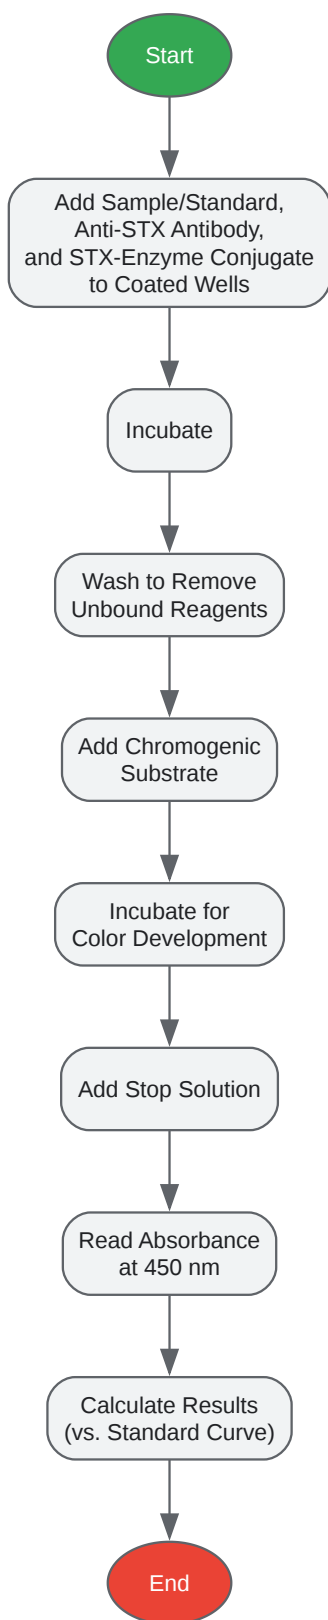 Start
Add Sample/Standard,
Anti-STX Antibody,
and STX-Enzyme Conjugate
to Coated Wells
Incubate
Wash to Remove
Unbound Reagents
Add Chromogenic
Substrate
Incubate for
Color Development
Add Stop Solution
Read Absorbance
at 450 nm
Calculate Results
(vs. Standard Curve)
End